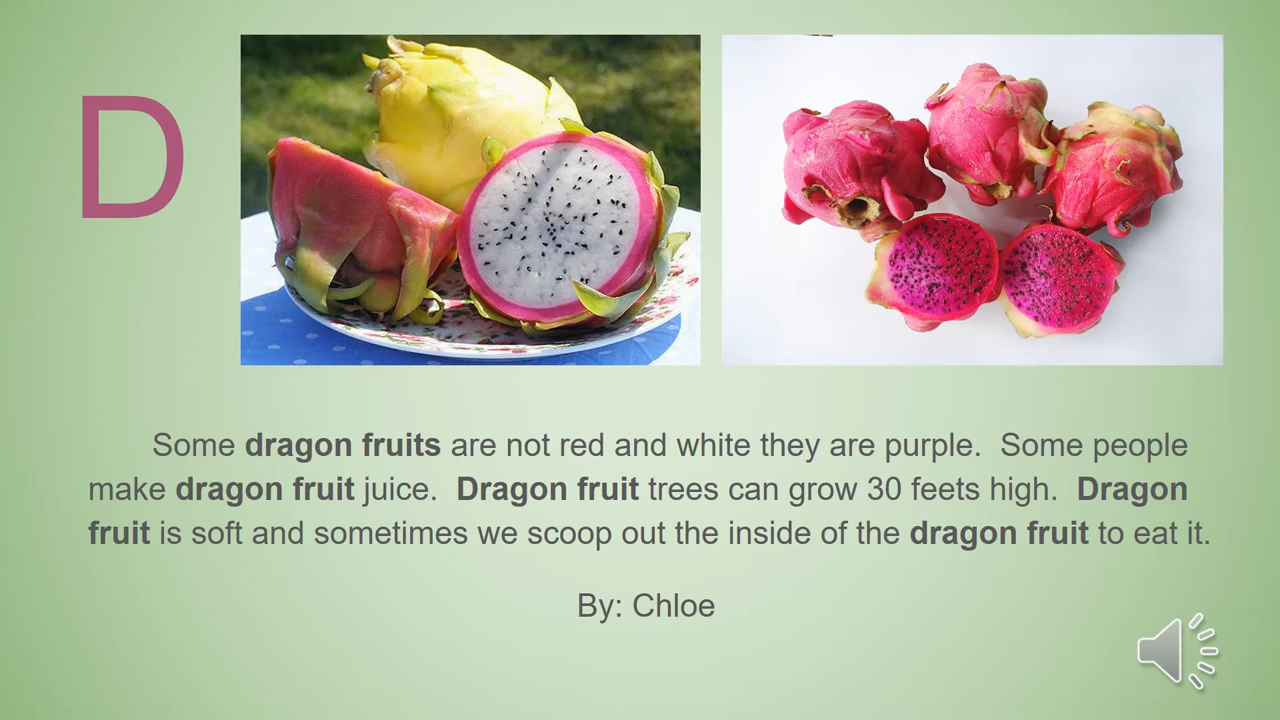 D
Some dragon fruits are not red and white they are purple.  Some people
make dragon fruit juice.  Dragon fruit trees can grow 30 feets high.  Dragon
fruit is soft and sometimes we scoop out the inside of the dragon fruit to eat it.
By: Chloe